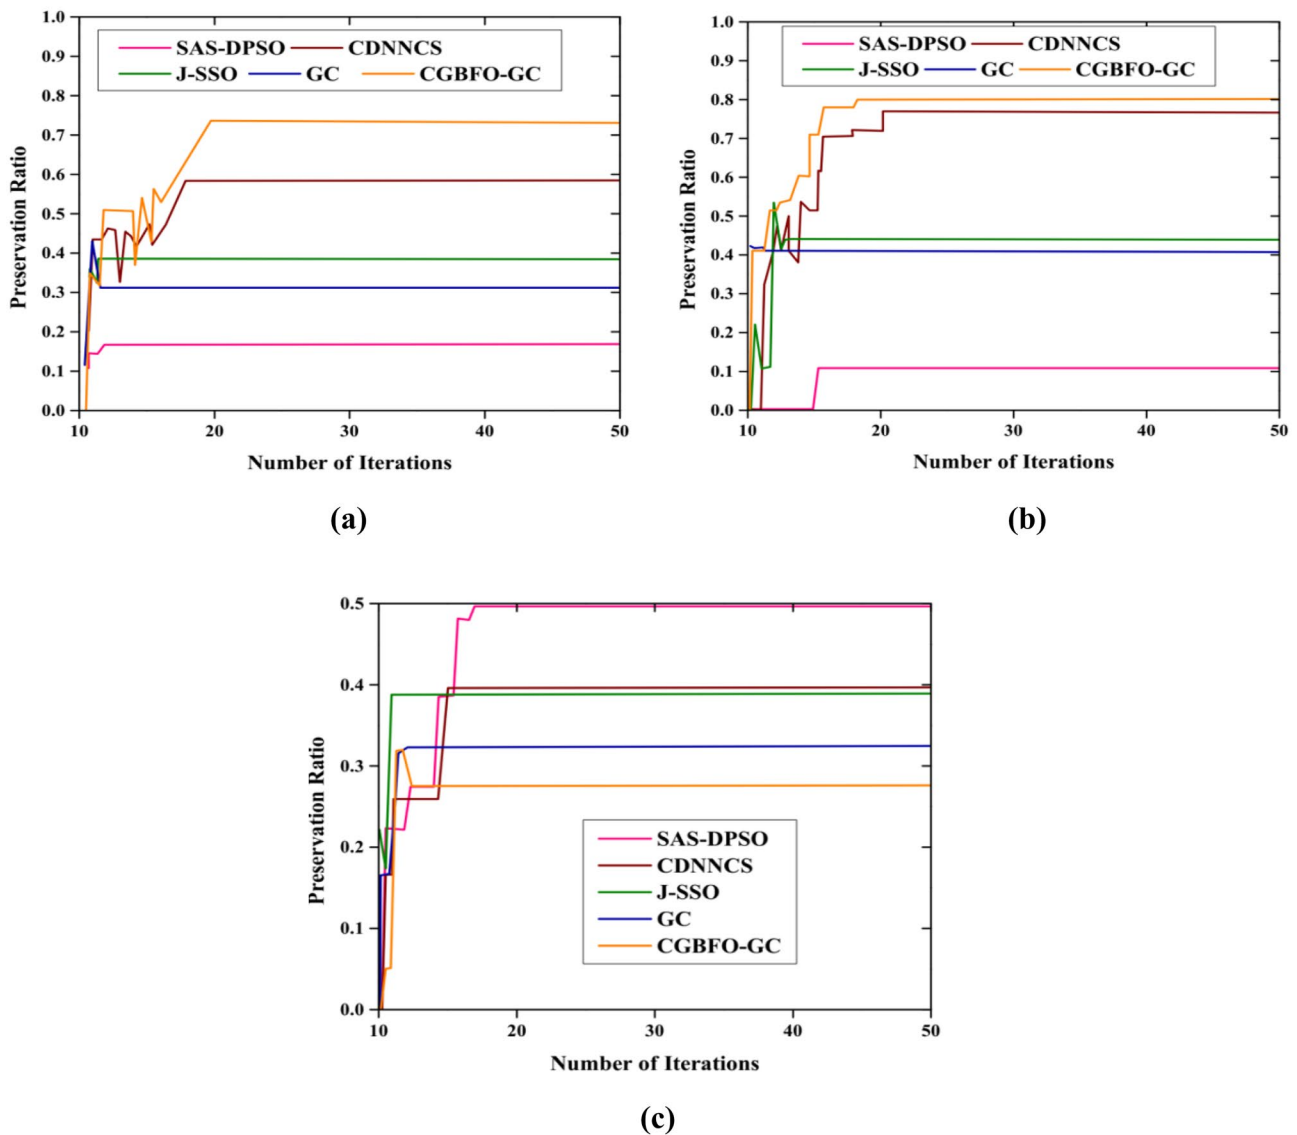 1.0
0.9
0.8
0.7
0.6
0.5
0.4
0.3
0.2
0.1
0.0
Preservation Ratio
SAS-DPSO CDNNCS
J-SSO GC CGBFO-GC
10 20 30 40 50
Number of Iterations
(a)
1.0
0.9
0.8
0.7
0.6
0.5
0.4
0.3
0.2
0.1
0.0
Preservation Ratio
SAS-DPSO CDNNCS
J-SSO GC CGBFO-GC
10 20 30 40 50
Number of Iterations
(b)
0.5
0.4
0.3
0.2
0.1
0.0
Preservation Ratio
SAS-DPSO
CDNNCS
J-SSO
GC
CGBFO-GC
10 20 30 40 50
Number of Iterations
(c)